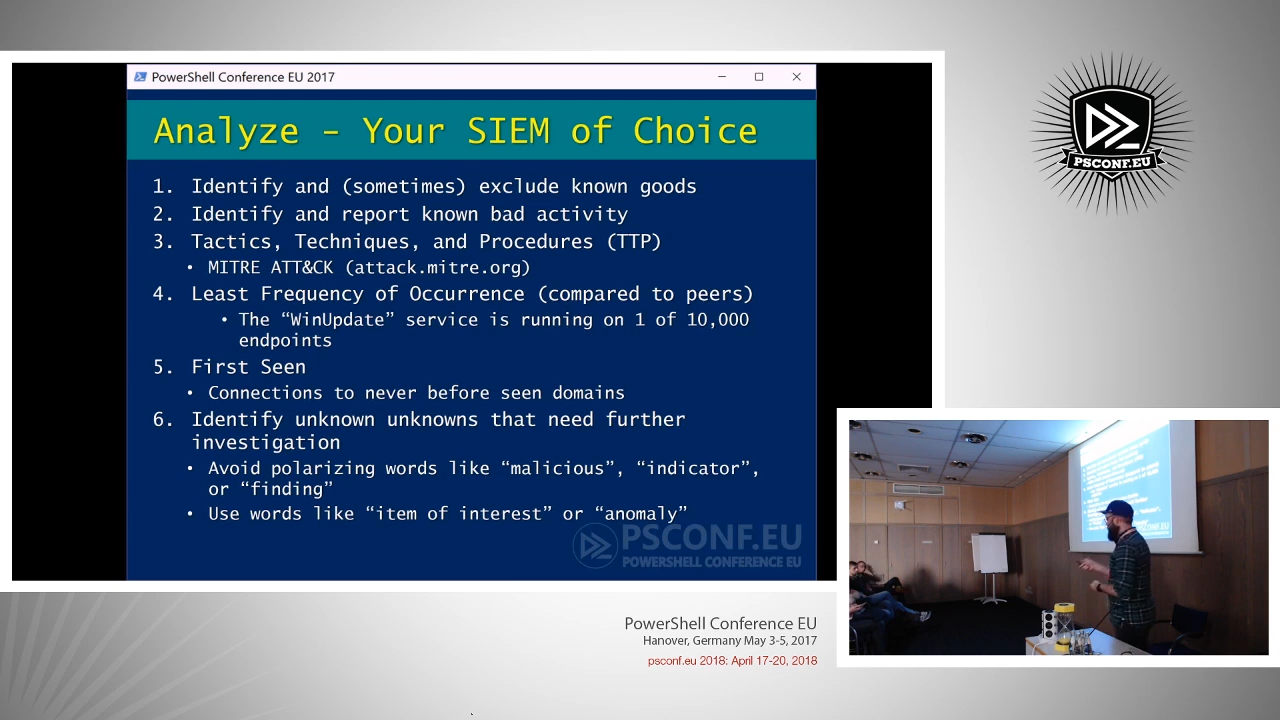 PowerShell Conference EU 2017
Analyze - Your SIEM of Choice
1. Identify and (sometimes) exclude known goods
2. Identify and report known bad activity
3. Tactics, Techniques, and Procedures (TTP)
• MITRE ATT&CK (attack.mitre.org)
4. Least Frequency of Occurrence (compared to peers)
• The “WinUpdate” service is running on 1 of 10,000
endpoints
5. First Seen
• Connections to never before seen domains
6. Identify unknown unknowns that need further
investigation
• Avoid polarizing words like “malicious”, “indicator”,
or “finding”
• Use words like “item of interest” or “anomaly”
PSCONF.EU
POWERSHELL CONFERENCE EU
PSCONF.EU
PowerShell Conference EU
Hanover, Germany May 3-5, 2017
psconf.eu 2018: April 17-20, 2018